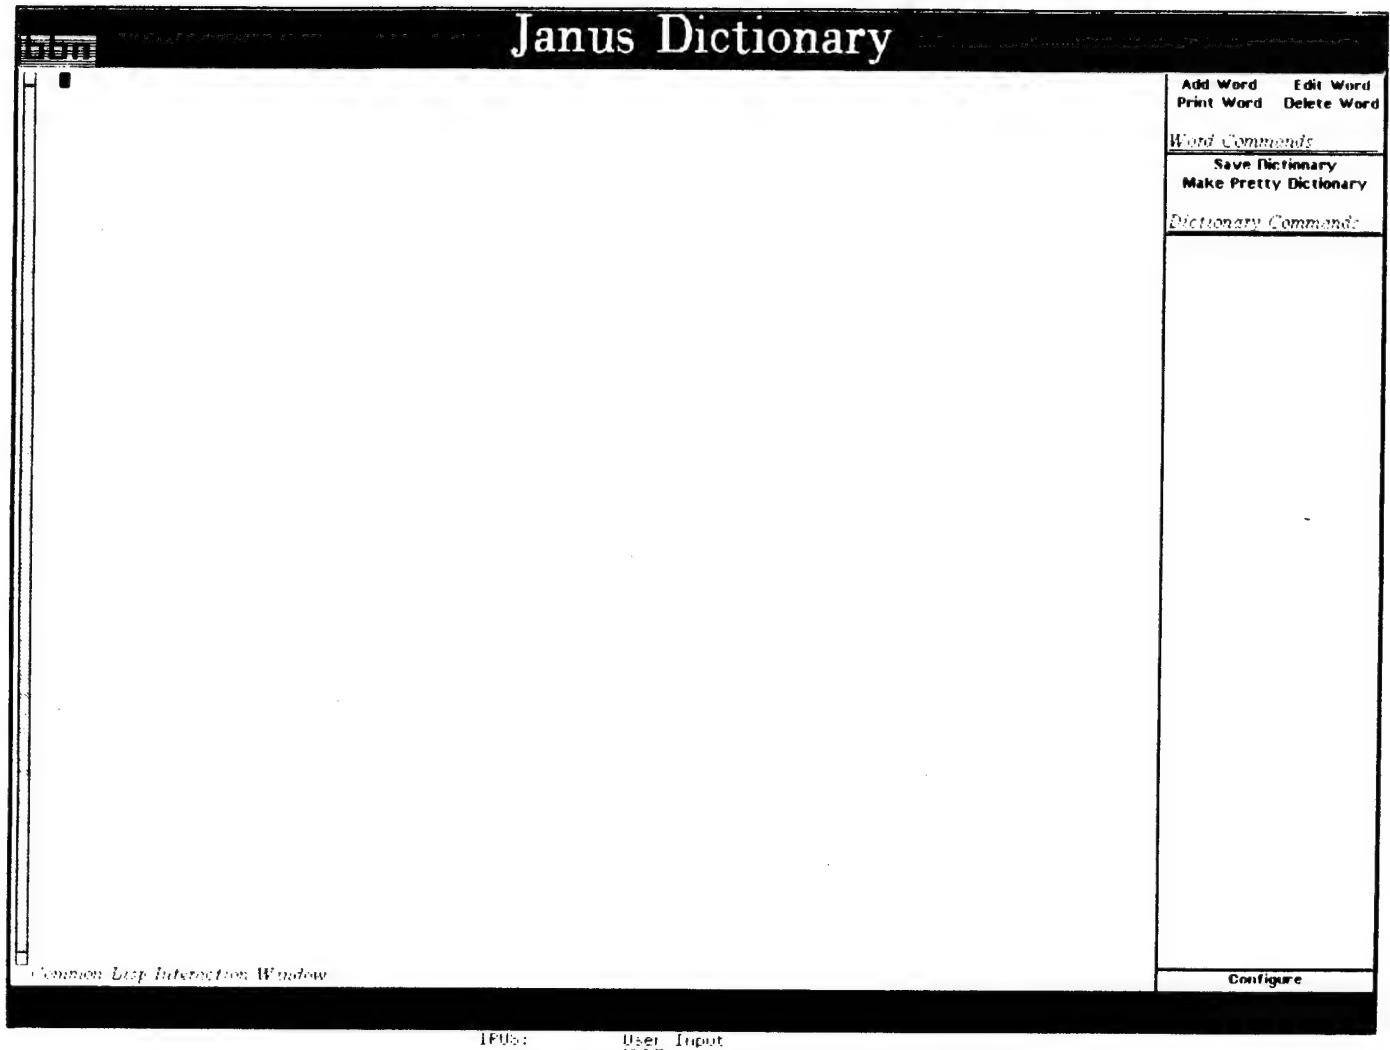 Janus Dictionary
Add Word Edit Word
Print Word Delete Word
Word Commands
Save Dictionary
Make Pretty Dictionary
Dictionary Commands
Common Lisp Interaction Window
Configure
User Input